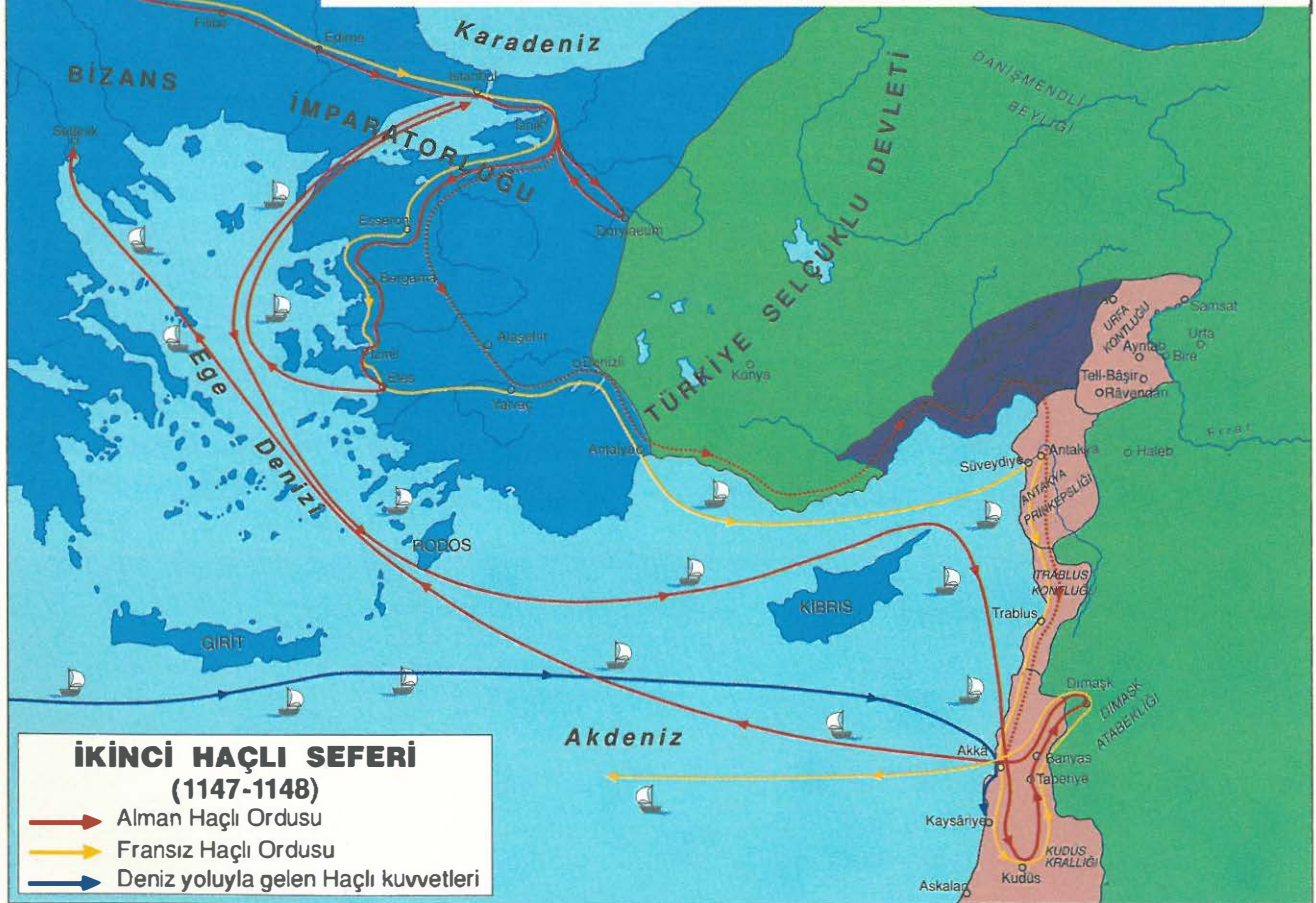 Edirne
Karadeniz
İstanbul
BİZANS
İMPARATORLUĞU
İznik
Selânik
DANIŞMENDLİ
BEYLİĞİ
TÜRKİYE SELÇUKLU DEVLETİ
Esseron
Dorylaeum
Bergama
Alaşehir
Denizli
Konya
İzmir
Efes
Yalvaç
Antalya
Ege Denizi
URFA
KONTLUĞU
Samsat
Urfa
Ayntab
Bire
Tell-Bâşir
Râvendan
Fırat
Haleb
Süveydiye
Antakya
ANTAKYA
PRİNKEPSLİĞİ
RODOS
KIBRIS
TRABLUS
KONTLUĞU
Trablus
GİRİT
Dımaşk
DIMAŞK
ATABEKLİĞİ
Akdeniz
Akkâ
Banyas
Taberiye
Kaysâriye
KUDÜS
KRALLIĞI
Kudüs
Askalan
İKİNCİ HAÇLI SEFERİ
(1147-1148)
Alman Haçlı Ordusu
Fransız Haçlı Ordusu
Deniz yoluyla gelen Haçlı kuvvetleri